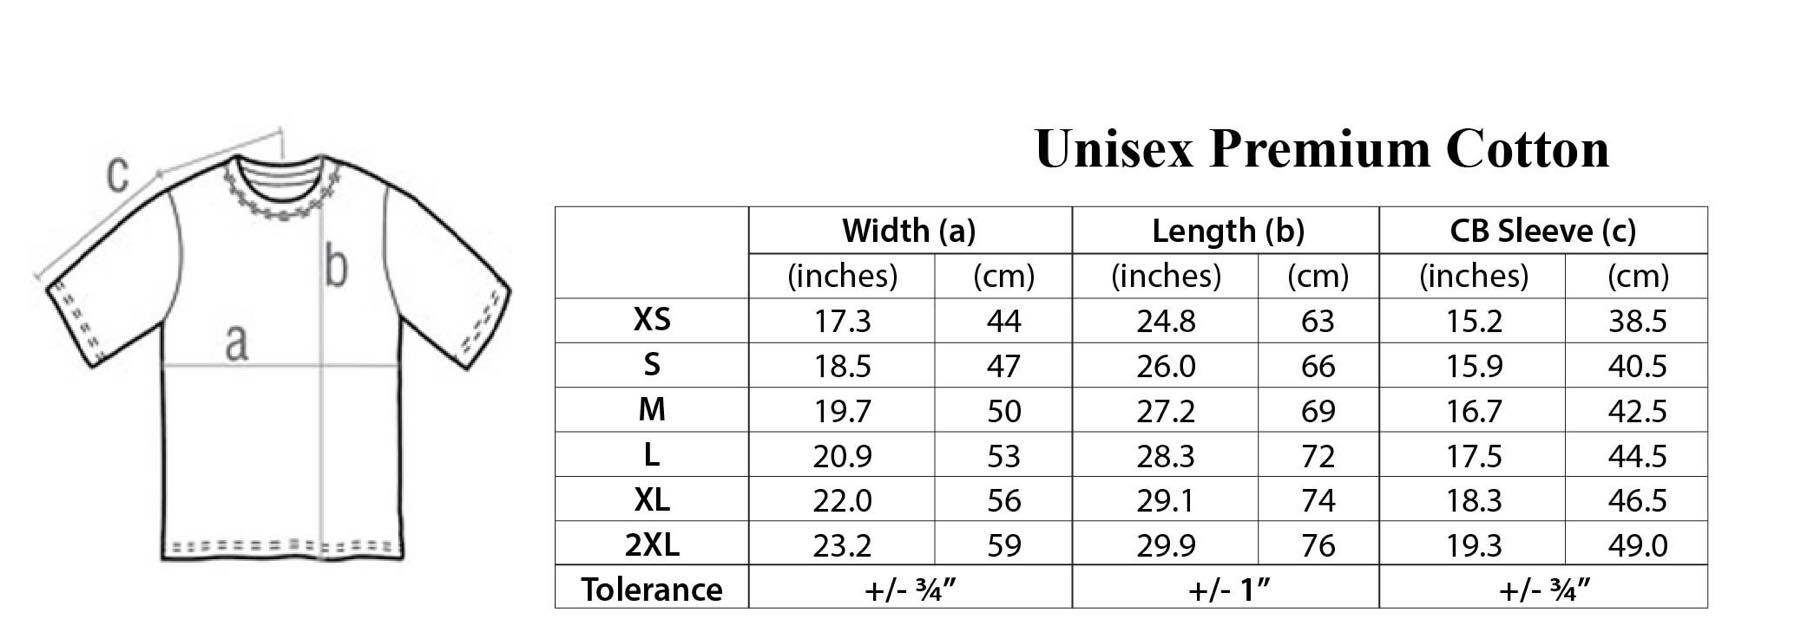 c
b
a
Unisex Premium Cotton
Width (a) Length (b) CB Sleeve (c)
(inches) (cm) (inches) (cm) (inches) (cm)
XS 17.3 44 24.8 63 15.2 38.5
S 18.5 47 26.0 66 15.9 40.5
M 19.7 50 27.2 69 16.7 42.5
L 20.9 53 28.3 72 17.5 44.5
XL 22.0 56 29.1 74 18.3 46.5
2XL 23.2 59 29.9 76 19.3 49.0
Tolerance +/- ¾” +/- 1” +/- ¾”